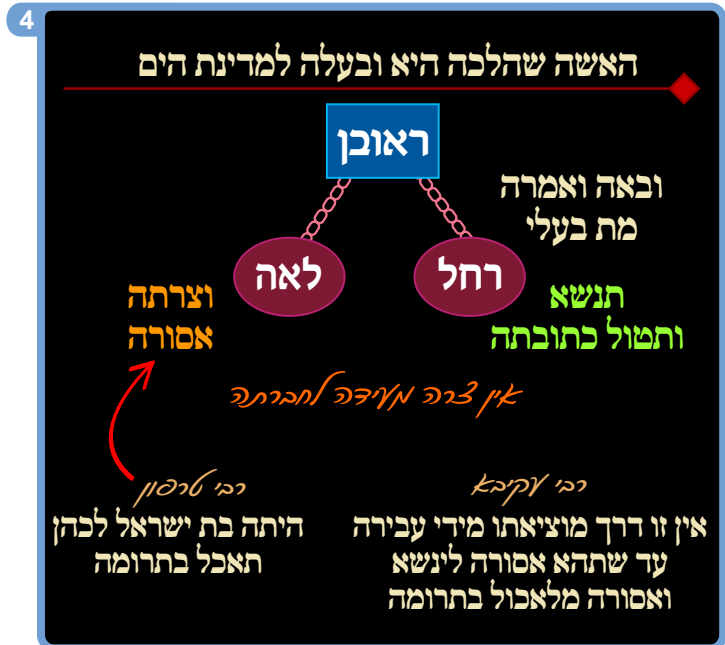 4
האשה שהלכה היא ובעלה למדינת הים
ראובן
ובאה ואמרה
מת בעלי
רחל
לאה
תנשא
ותטול כתובתה
וצרתה
אסורה
אין צרה מעידה לחברתה
רבי עקיבא
אין זו דרך מוציאתו מידי עבירה
עד שתהא אסורה לינשא
ואסורה מלאכול בתרומה
רבי טרפון
היתה בת ישראל לכהן
תאכל בתרומה